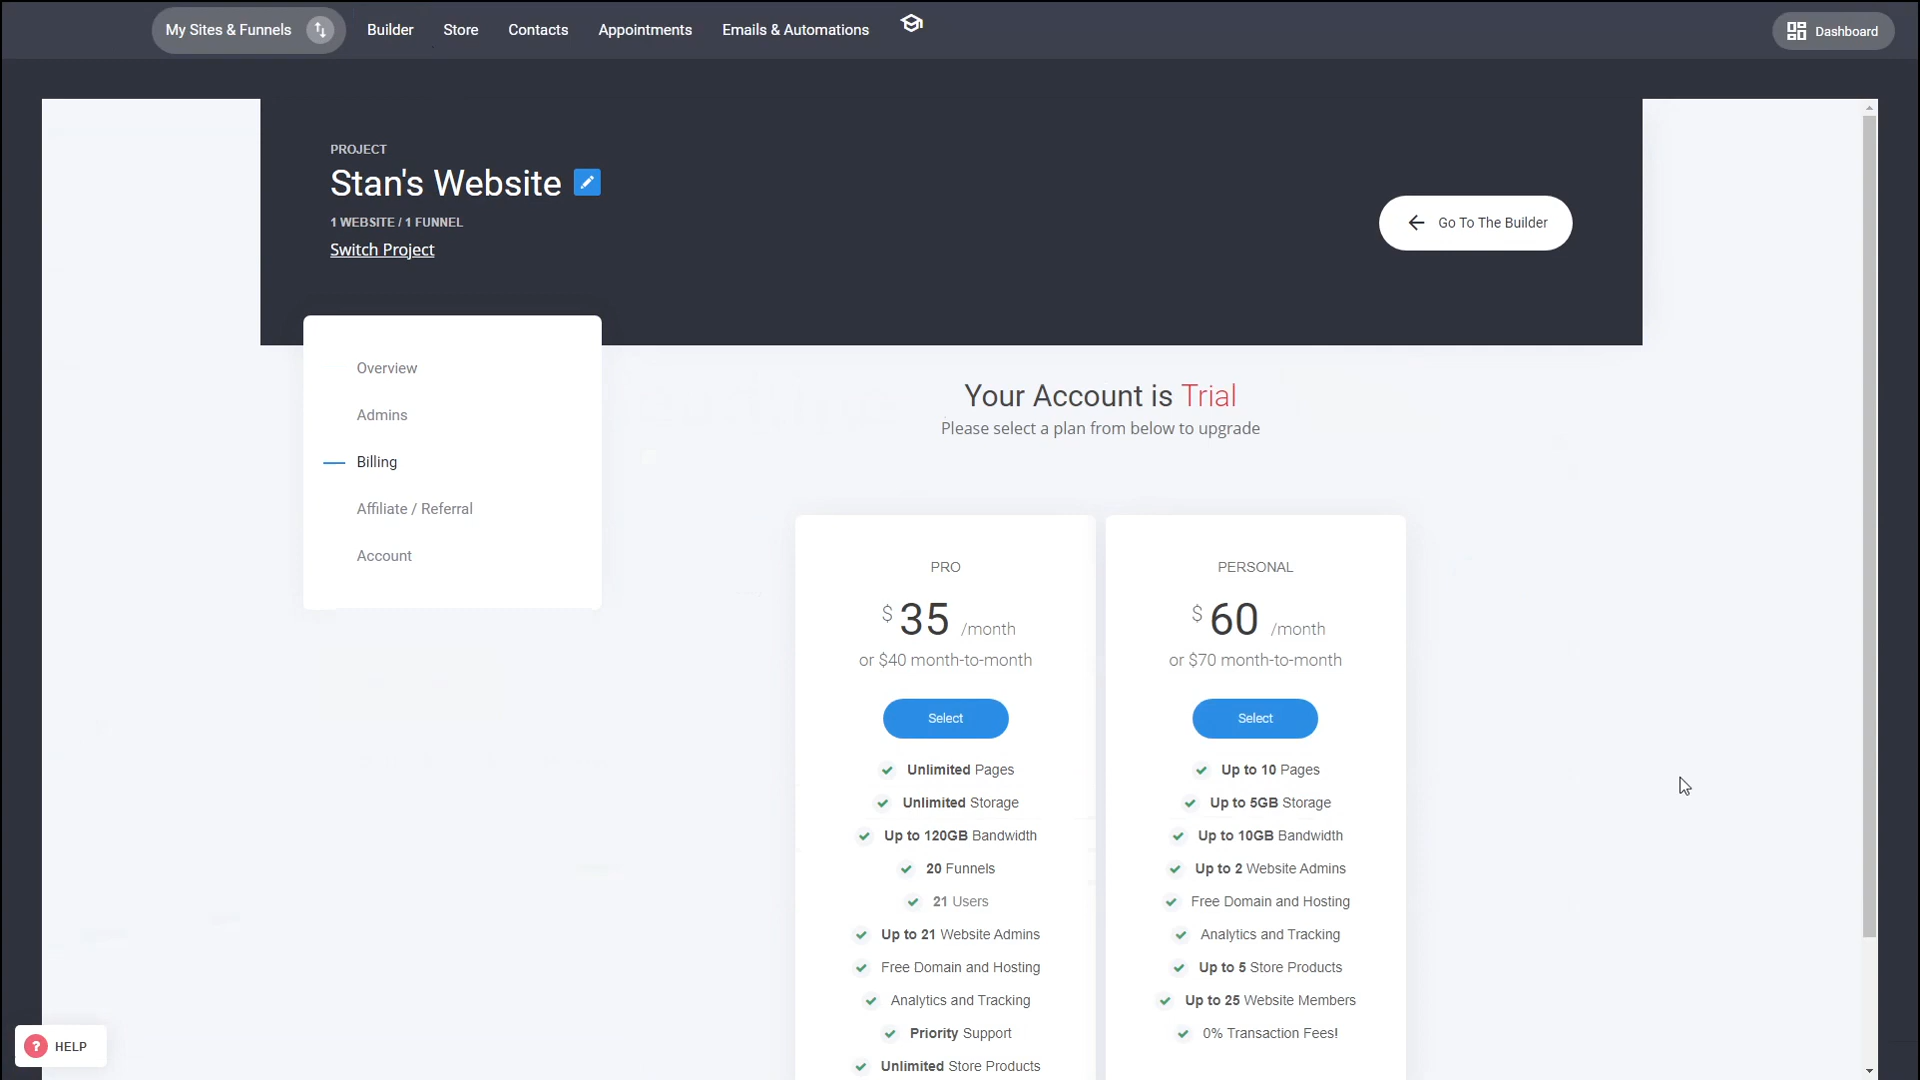 My Sites & Funnels
Builder
Store
Contacts
Appointments
Emails & Automations
Dashboard
PROJECT
Stan's Website
1 WEBSITE / 1 FUNNEL
Switch Project
Go To The Builder
Overview
Admins
Billing
Affiliate / Referral
Account
Your Account is Trial
Please select a plan from below to upgrade
PRO
$ 35 /month
or $40 month-to-month
Select
Unlimited Pages
Unlimited Storage
Up to 120GB Bandwidth
20 Funnels
21 Users
Up to 21 Website Admins
Free Domain and Hosting
Analytics and Tracking
Priority Support
Unlimited Store Products
PERSONAL
$ 60 /month
or $70 month-to-month
Select
Up to 10 Pages
Up to 5GB Storage
Up to 10GB Bandwidth
Up to 2 Website Admins
Free Domain and Hosting
Analytics and Tracking
Up to 5 Store Products
Up to 25 Website Members
0% Transaction Fees!
? HELP